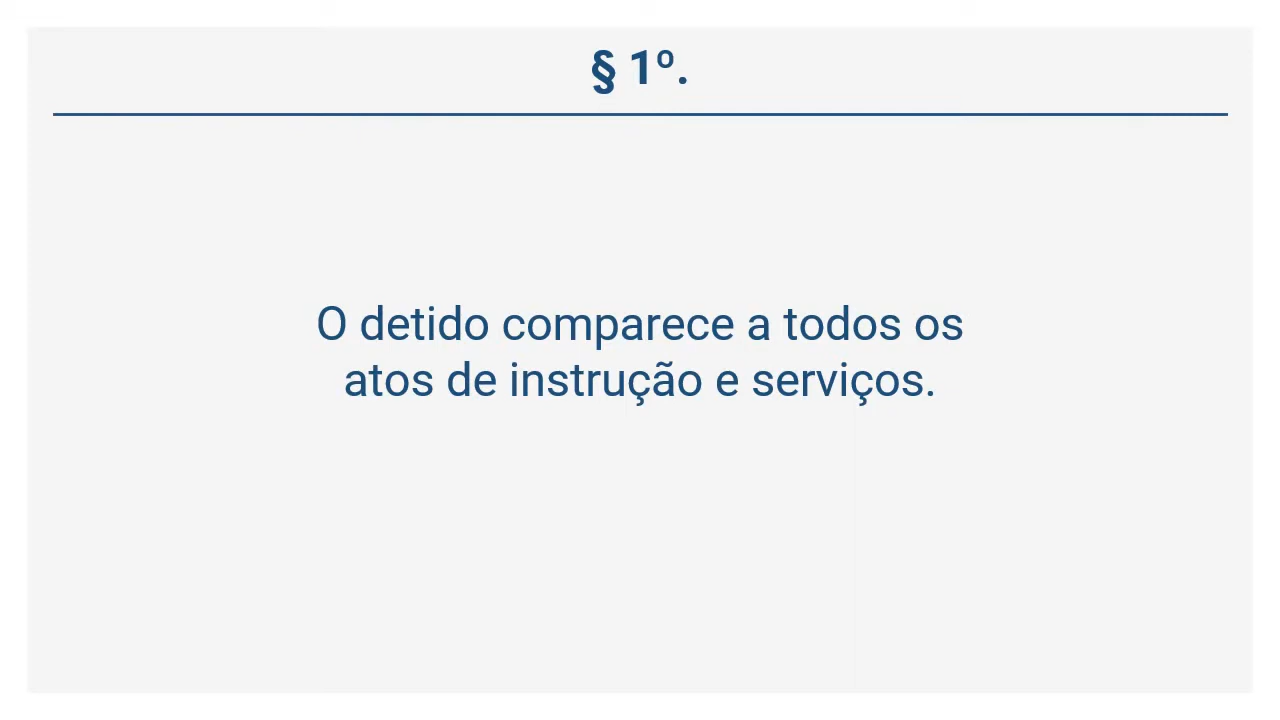 § 1º.
O detido comparece a todos os
atos de instrução e serviços.